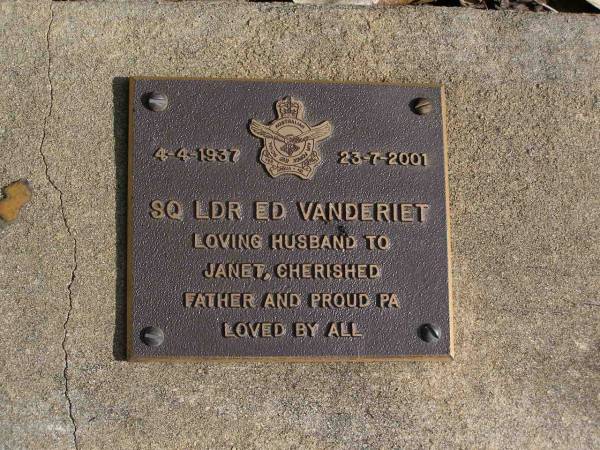 4-4-1937 23-7-2001
SQ LDR ED VANDERIET
LOVING HUSBAND TO
JANET, CHERISHED
FATHER AND PROUD PA
LOVED BY ALL